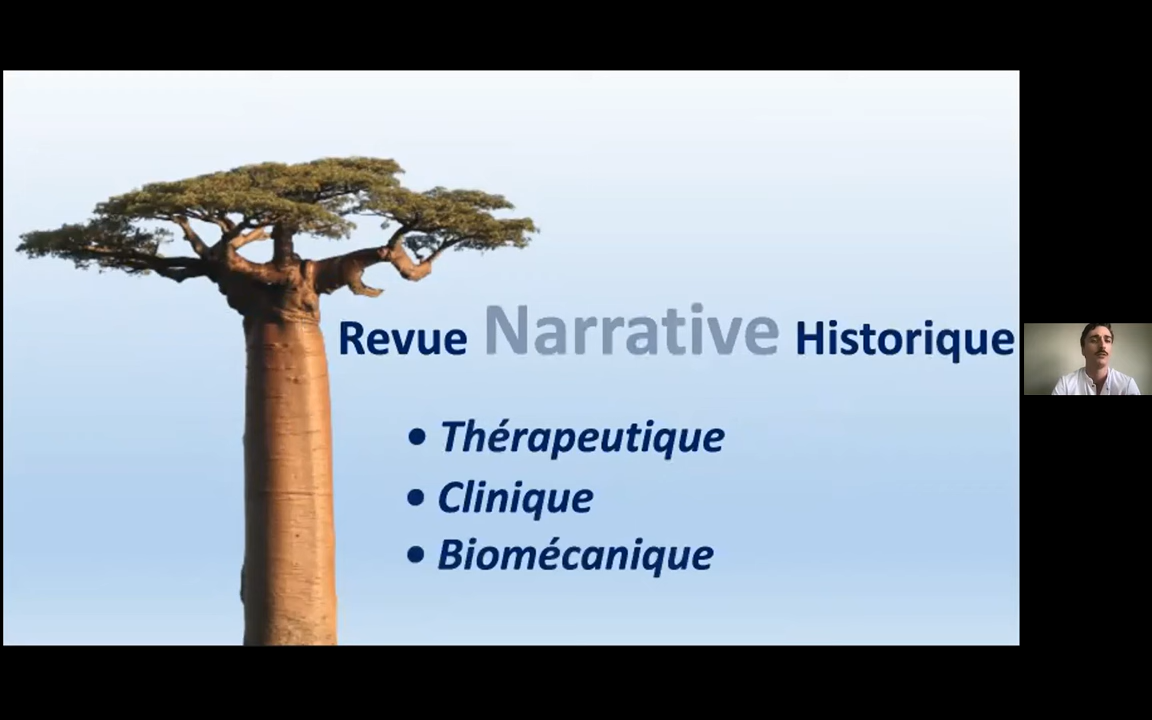 Revue Narrative Historique
• Thérapeutique
• Clinique
• Biomécanique